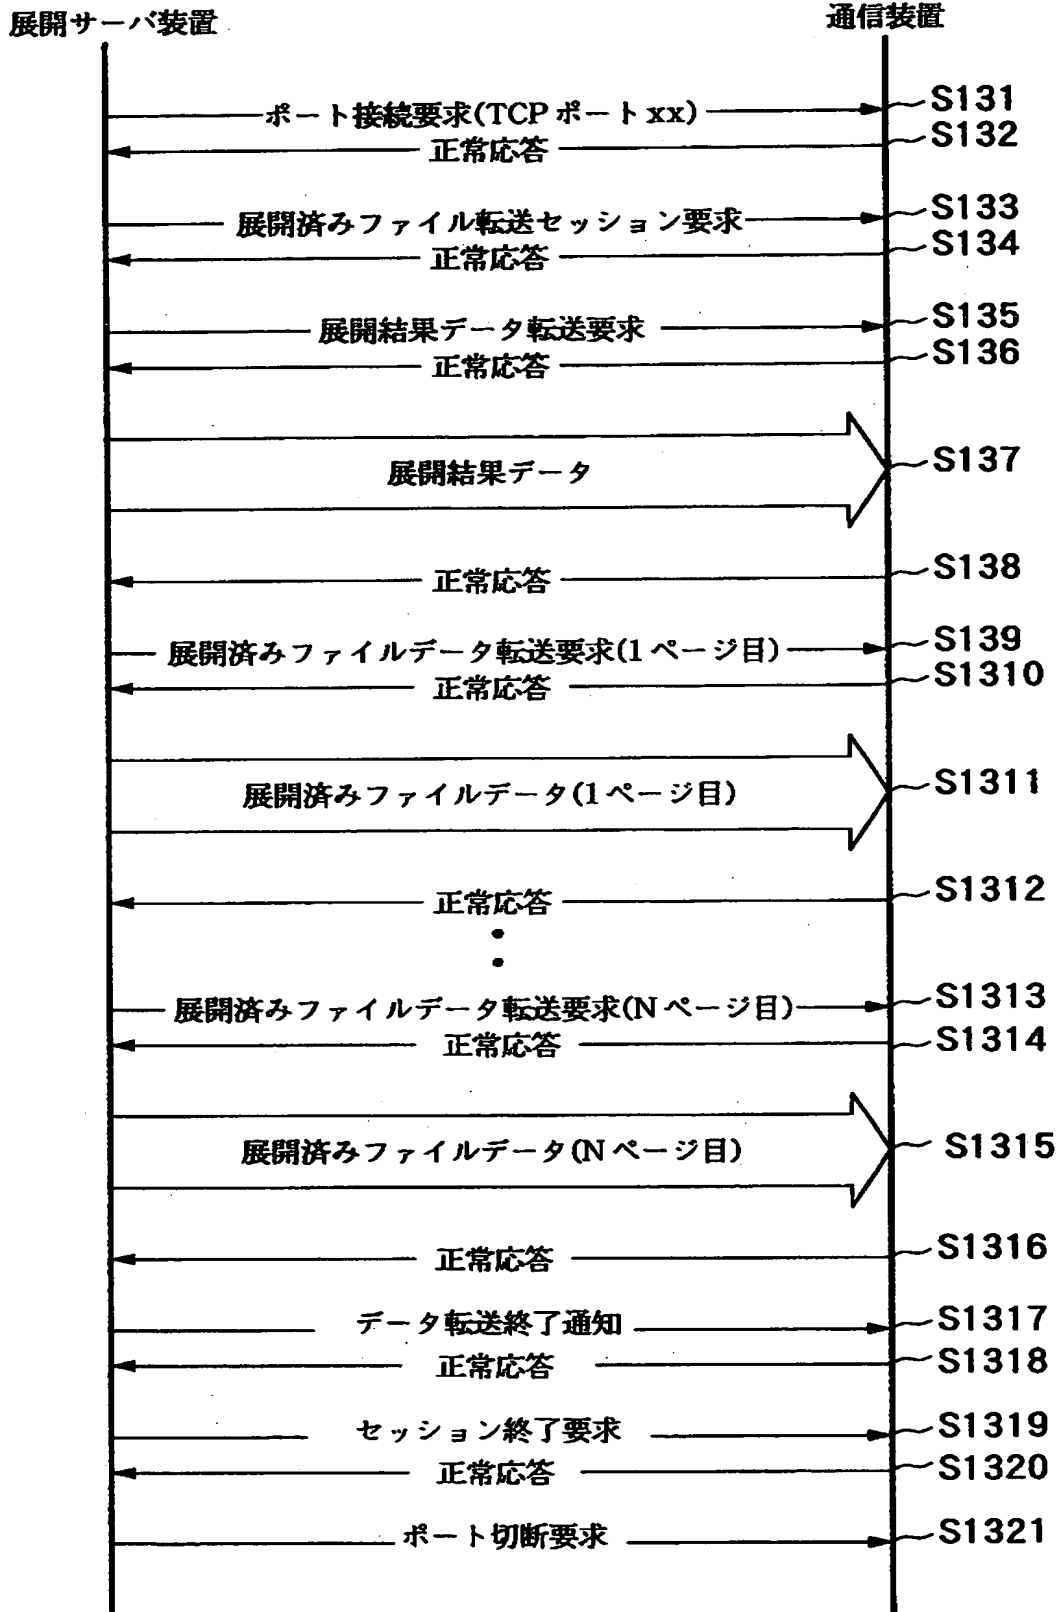 展開サーバ装置
通信装置
ポート接続要求(TCPポートxx)
S131
正常応答
S132
展開済みファイル転送セッション要求
S133
正常応答
S134
展開結果データ転送要求
S135
正常応答
S136
展開結果データ
S137
正常応答
S138
展開済みファイルデータ転送要求(1ページ目)
S139
正常応答
S1310
展開済みファイルデータ(1ページ目)
S1311
正常応答
S1312
展開済みファイルデータ転送要求(Nページ目)
S1313
正常応答
S1314
展開済みファイルデータ(Nページ目)
S1315
正常応答
S1316
データ転送終了通知
S1317
正常応答
S1318
セッション終了要求
S1319
正常応答
S1320
ポート切断要求
S1321